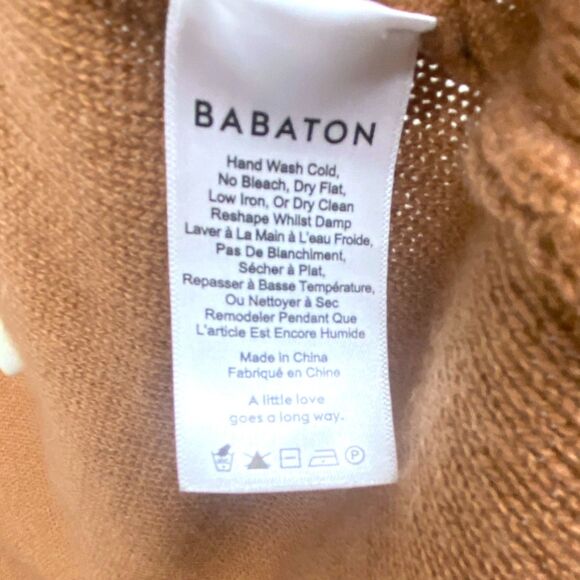 BABATON
Hand Wash Cold,
No Bleach, Dry Flat,
Low Iron, Or Dry Clean
Reshape Whilst Damp
Laver à La Main à L'eau Froide,
Pas De Blanchiment,
Sécher à Plat,
Repasser à Basse Température,
Ou Nettoyer à Sec
Remodeler Pendant Que
L'article Est Encore Humide
Made in China
Fabriqué en Chine
A little love
goes a long way.
P